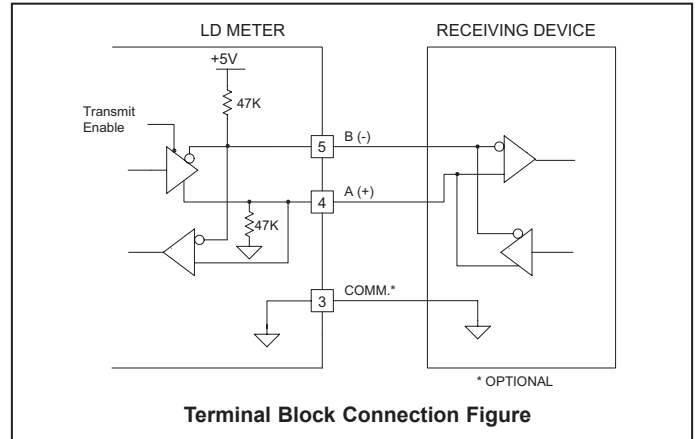 LD METER
RECEIVING DEVICE
+5V
47K
Transmit
Enable
5
B (-)
4
A (+)
47K
3
COMM.*
* OPTIONAL
Terminal Block Connection Figure